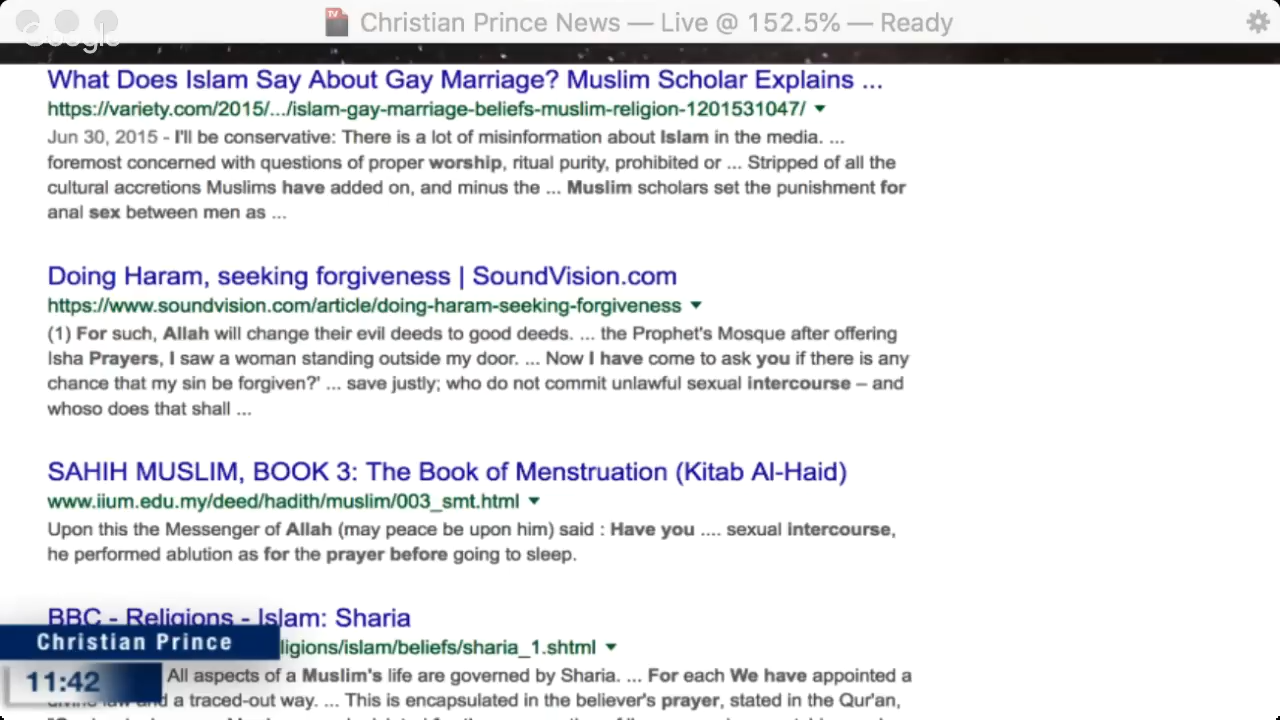 Christian Prince News — Live @ 152.5% — Ready
Google
What Does Islam Say About Gay Marriage? Muslim Scholar Explains ...
https://variety.com/2015/.../islam-gay-marriage-beliefs-muslim-religion-1201531047/
Jun 30, 2015 - I'll be conservative: There is a lot of misinformation about Islam in the media. ...
foremost concerned with questions of proper worship, ritual purity, prohibited or ... Stripped of all the
cultural accretions Muslims have added on, and minus the ... Muslim scholars set the punishment for
anal sex between men as ...
Doing Haram, seeking forgiveness | SoundVision.com
https://www.soundvision.com/article/doing-haram-seeking-forgiveness
(1) For such, Allah will change their evil deeds to good deeds. ... the Prophet's Mosque after offering
Isha Prayers, I saw a woman standing outside my door. ... Now I have come to ask you if there is any
chance that my sin be forgiven?' ... save justly; who do not commit unlawful sexual intercourse – and
whoso does that shall ...
SAHIH MUSLIM, BOOK 3: The Book of Menstruation (Kitab Al-Haid)
www.iium.edu.my/deed/hadith/muslim/003_smt.html
Upon this the Messenger of Allah (may peace be upon him) said : Have you .... sexual intercourse,
he performed ablution as for the prayer before going to sleep.
BBC - Religions - Islam: Sharia
Christian Prince
ligions/islam/beliefs/sharia_1.shtml
11:42
All aspects of a Muslim's life are governed by Sharia. ... For each We have appointed a
a traced-out way. ... This is encapsulated in the believer's prayer, stated in the Qur'an,